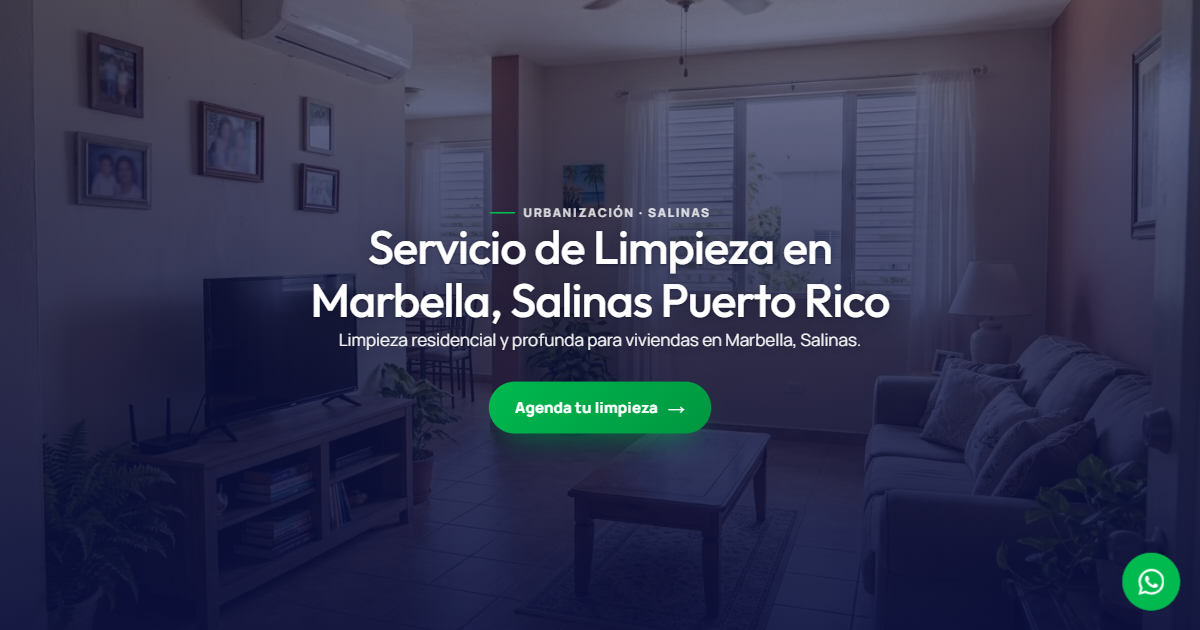 URBANIZACIÓN · SALINAS
Servicio de Limpieza en
Marbella, Salinas Puerto Rico
Limpieza residencial y profunda para viviendas en Marbella, Salinas.
Agenda tu limpieza →